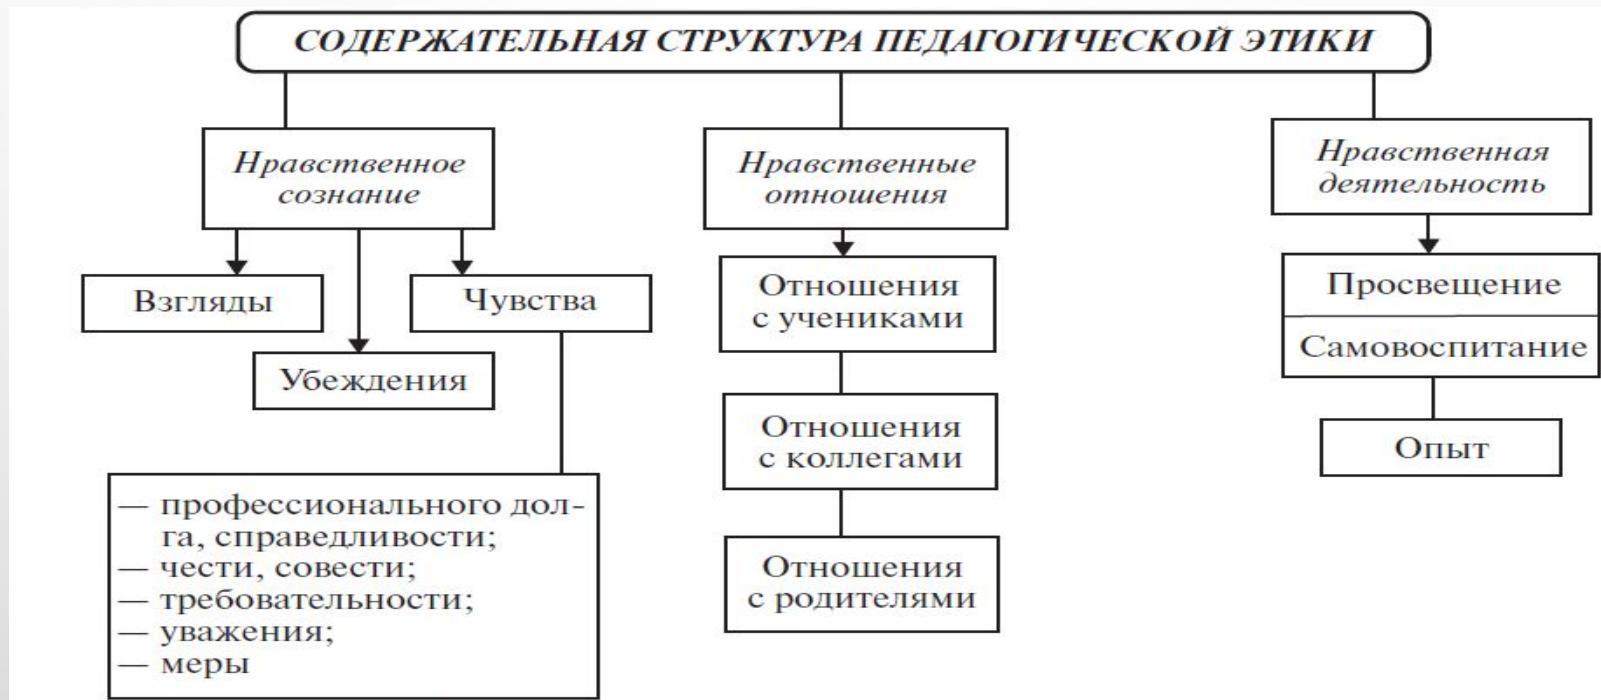 СОДЕРЖАТЕЛЬНАЯ СТРУКТУРА ПЕДАГОГИЧЕСКОЙ ЭТИКИ
Нравственное
сознание
Взгляды
Чувства
Убеждения
— профессионального дол-
га, справедливости;
— чести, совести;
— требовательности;
— уважения;
— меры
Нравственные
отношения
Отношения
с учениками
Отношения
с коллегами
Отношения
с родителями
Нравственная
деятельность
Просвещение
Самовоспитание
Опыт